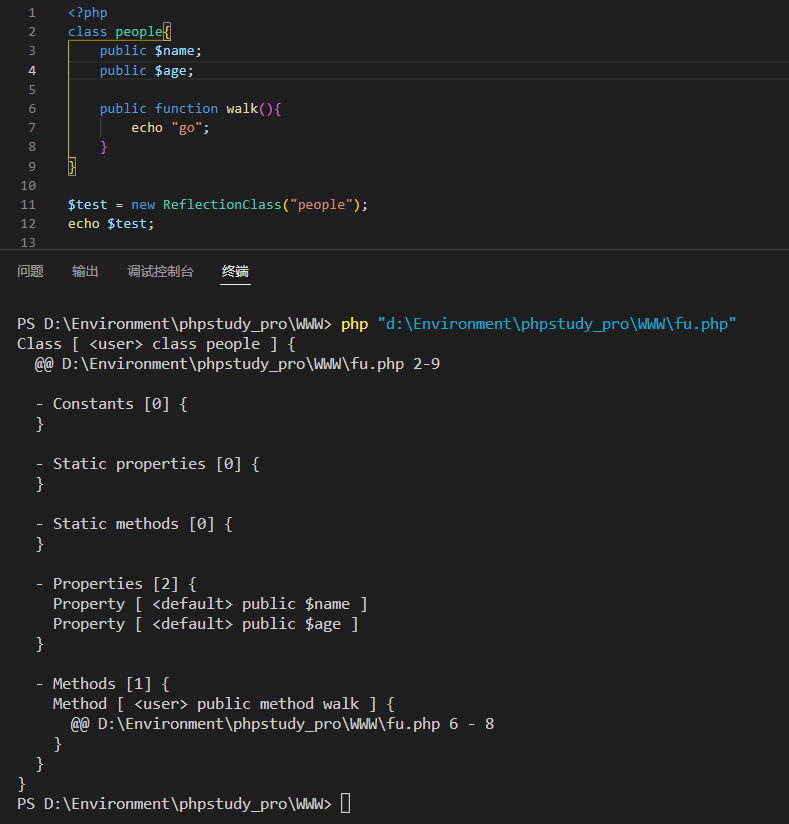 1 <?php
2 class people{
3     public $name;
4     public $age;
5
6     public function walk(){
7         echo "go";
8     }
9 }
10
11 $test = new ReflectionClass("people");
12 echo $test;
13
问题 输出 调试控制台 终端
PS D:\Environment\phpstudy_pro\WWW> php "d:\Environment\phpstudy_pro\WWW\fu.php"
Class [ <user> class people ] {
  @@ D:\Environment\phpstudy_pro\WWW\fu.php 2-9
  - Constants [0] {
  }
  - Static properties [0] {
  }
  - Static methods [0] {
  }
  - Properties [2] {
    Property [ <default> public $name ]
    Property [ <default> public $age ]
  }
  - Methods [1] {
    Method [ <user> public method walk ] {
      @@ D:\Environment\phpstudy_pro\WWW\fu.php 6 - 8
    }
  }
}
PS D:\Environment\phpstudy_pro\WWW>